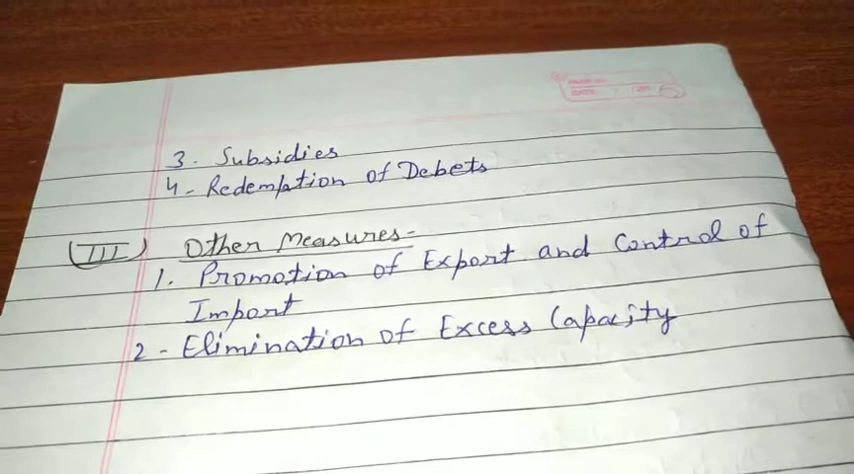 3. Subsidies
4- Redemption of Debets
(III) Other Measures-
1. Promotion of Export and Control of
Import
2- Elimination of Excess Capacity